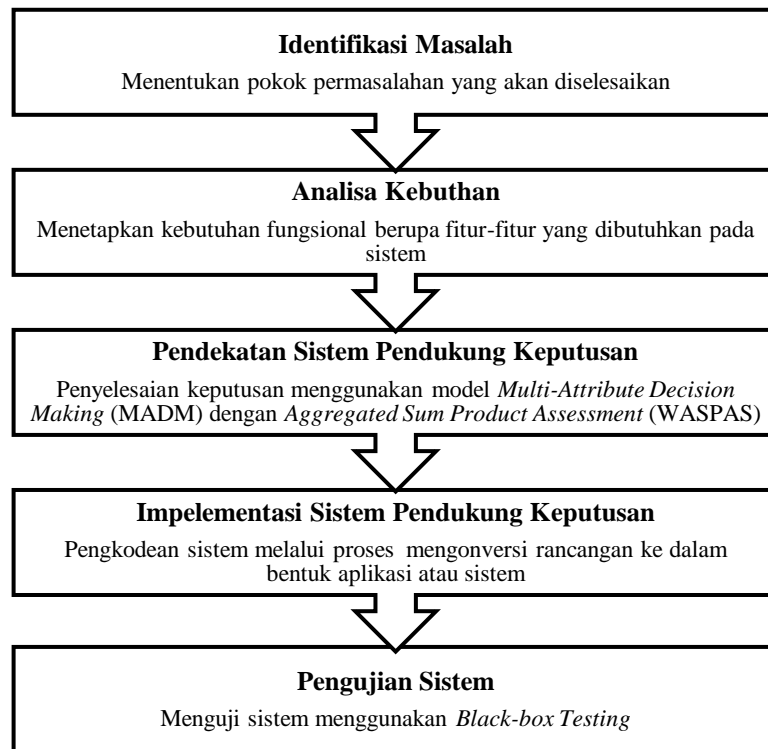 Identifikasi Masalah
Menentukan pokok permasalahan yang akan diselesaikan
Analisa Kebuthan
Menetapkan kebutuhan fungsional berupa fitur-fitur yang dibutuhkan pada
sistem
Pendekatan Sistem Pendukung Keputusan
Penyelesaian keputusan menggunakan model Multi-Attribute Decision
Making (MADM) dengan Aggregated Sum Product Assessment (WASPAS)
Impelementasi Sistem Pendukung Keputusan
Pengkodean sistem melalui proses mengonversi rancangan ke dalam
bentuk aplikasi atau sistem
Pengujian Sistem
Menguji sistem menggunakan Black-box Testing